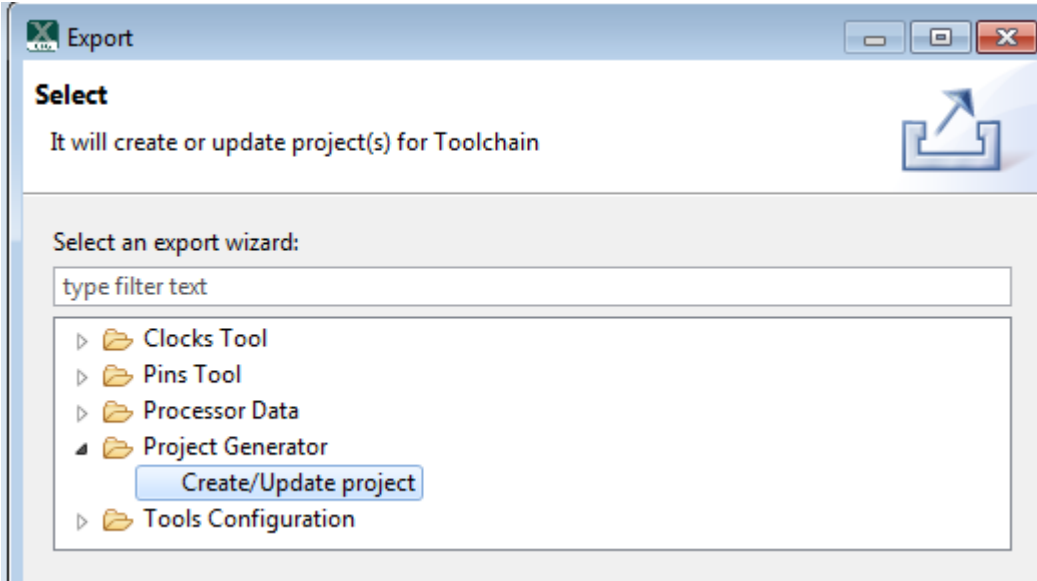 Export
Select
It will create or update project(s) for Toolchain
Select an export wizard:
type filter text
Clocks Tool
Pins Tool
Processor Data
Project Generator
Create/Update project
Tools Configuration